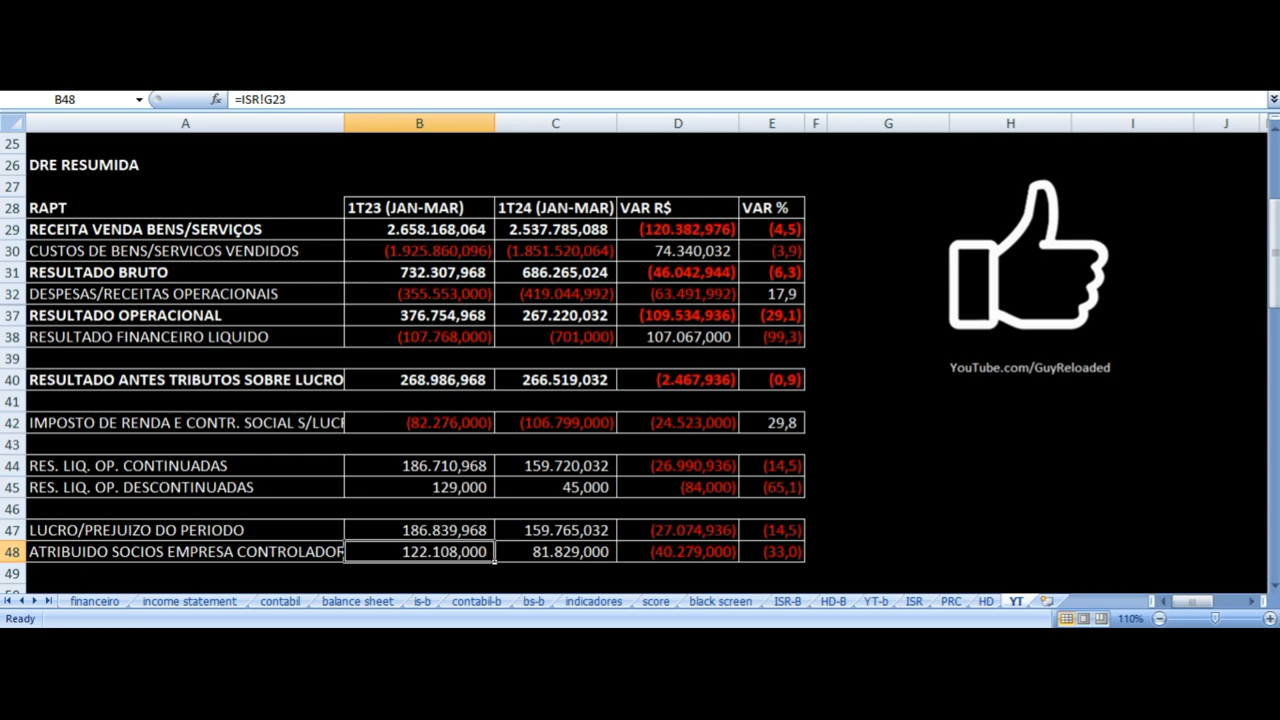 B48 fx =ISR!G23
A B C D E F G H I J
25
26 DRE RESUMIDA
27
28 RAPT 1T23 (JAN-MAR) 1T24 (JAN-MAR) VAR R$ VAR %
29 RECEITA VENDA BENS/SERVIÇOS 2.658.168,064 2.537.785,088 (120.382,976) (4,5)
30 CUSTOS DE BENS/SERVICOS VENDIDOS (1.925.860,096) (1.851.520,064) 74.340,032 (3,9)
31 RESULTADO BRUTO 732.307,968 686.265,024 (46.042,944) (6,3)
32 DESPESAS/RECEITAS OPERACIONAIS (355.553,000) (419.044,992) (63.491,992) 17,9
37 RESULTADO OPERACIONAL 376.754,968 267.220,032 (109.534,936) (29,1)
38 RESULTADO FINANCEIRO LIQUIDO (107.768,000) (701,000) 107.067,000 (99,3)
39
40 RESULTADO ANTES TRIBUTOS SOBRE LUCRO 268.986,968 266.519,032 (2.467,936) (0,9)
41
42 IMPOSTO DE RENDA E CONTR. SOCIAL S/LUCR (82.276,000) (106.799,000) (24.523,000) 29,8
43
44 RES. LIQ. OP. CONTINUADAS 186.710,968 159.720,032 (26.990,936) (14,5)
45 RES. LIQ. OP. DESCONTINUADAS 129,000 45,000 (84,000) (65,1)
46
47 LUCRO/PREJUIZO DO PERIODO 186.839,968 159.765,032 (27.074,936) (14,5)
48 ATRIBUIDO SOCIOS EMPRESA CONTROLADOR 122.108,000 81.829,000 (40.279,000) (33,0)
49
YouTube.com/GuyReloaded
financeiro income statement contabil balance sheet is-b contabil-b bs-b indicadores score black screen ISR-B HD-B YT-b ISR PRC HD YT
Ready 110%